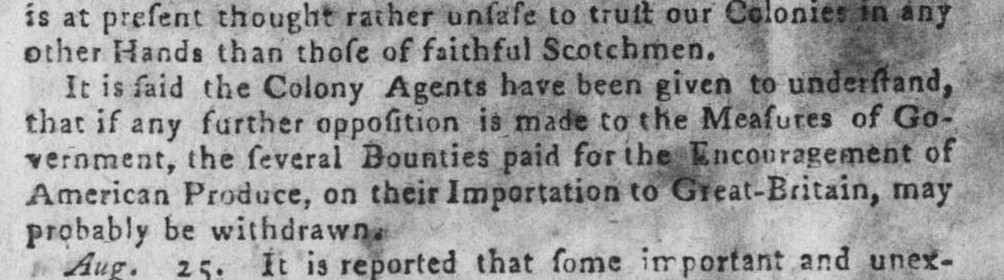 is at preſent thought rather unſafe to truſt our Colonies in any
other Hands than thoſe of faithful Scotchmen.
It is ſaid the Colony Agents have been given to underſtand,
that if any further oppoſition is made to the Meaſures of Go-
vernment, the ſeveral Bounties paid for the Encouragement of
American Produce, on their Importation to Great-Britain, may
probably be withdrawn.
Aug. 25. It is reported that ſome important and unex-